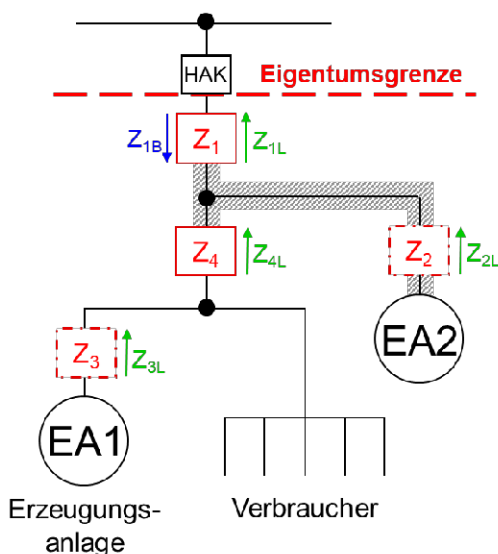 HAK
Eigentumsgrenze
Z1B
Z1
Z1L
Z4
Z4L
Z2
Z2L
Z3
Z3L
EA2
EA1
Erzeugungs-
anlage
Verbraucher